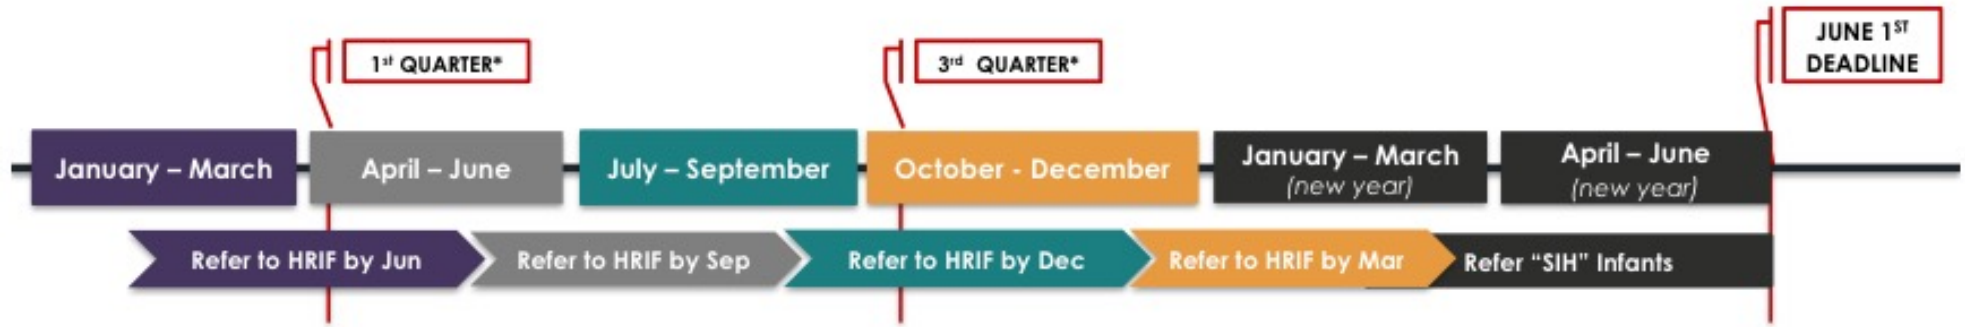 1st QUARTER*
3rd QUARTER*
JUNE 1ST
DEADLINE
January – March
April – June
July – September
October - December
January – March
(new year)
April – June
(new year)
Refer to HRIF by Jun
Refer to HRIF by Sep
Refer to HRIF by Dec
Refer to HRIF by Mar
Refer “SIH” Infants